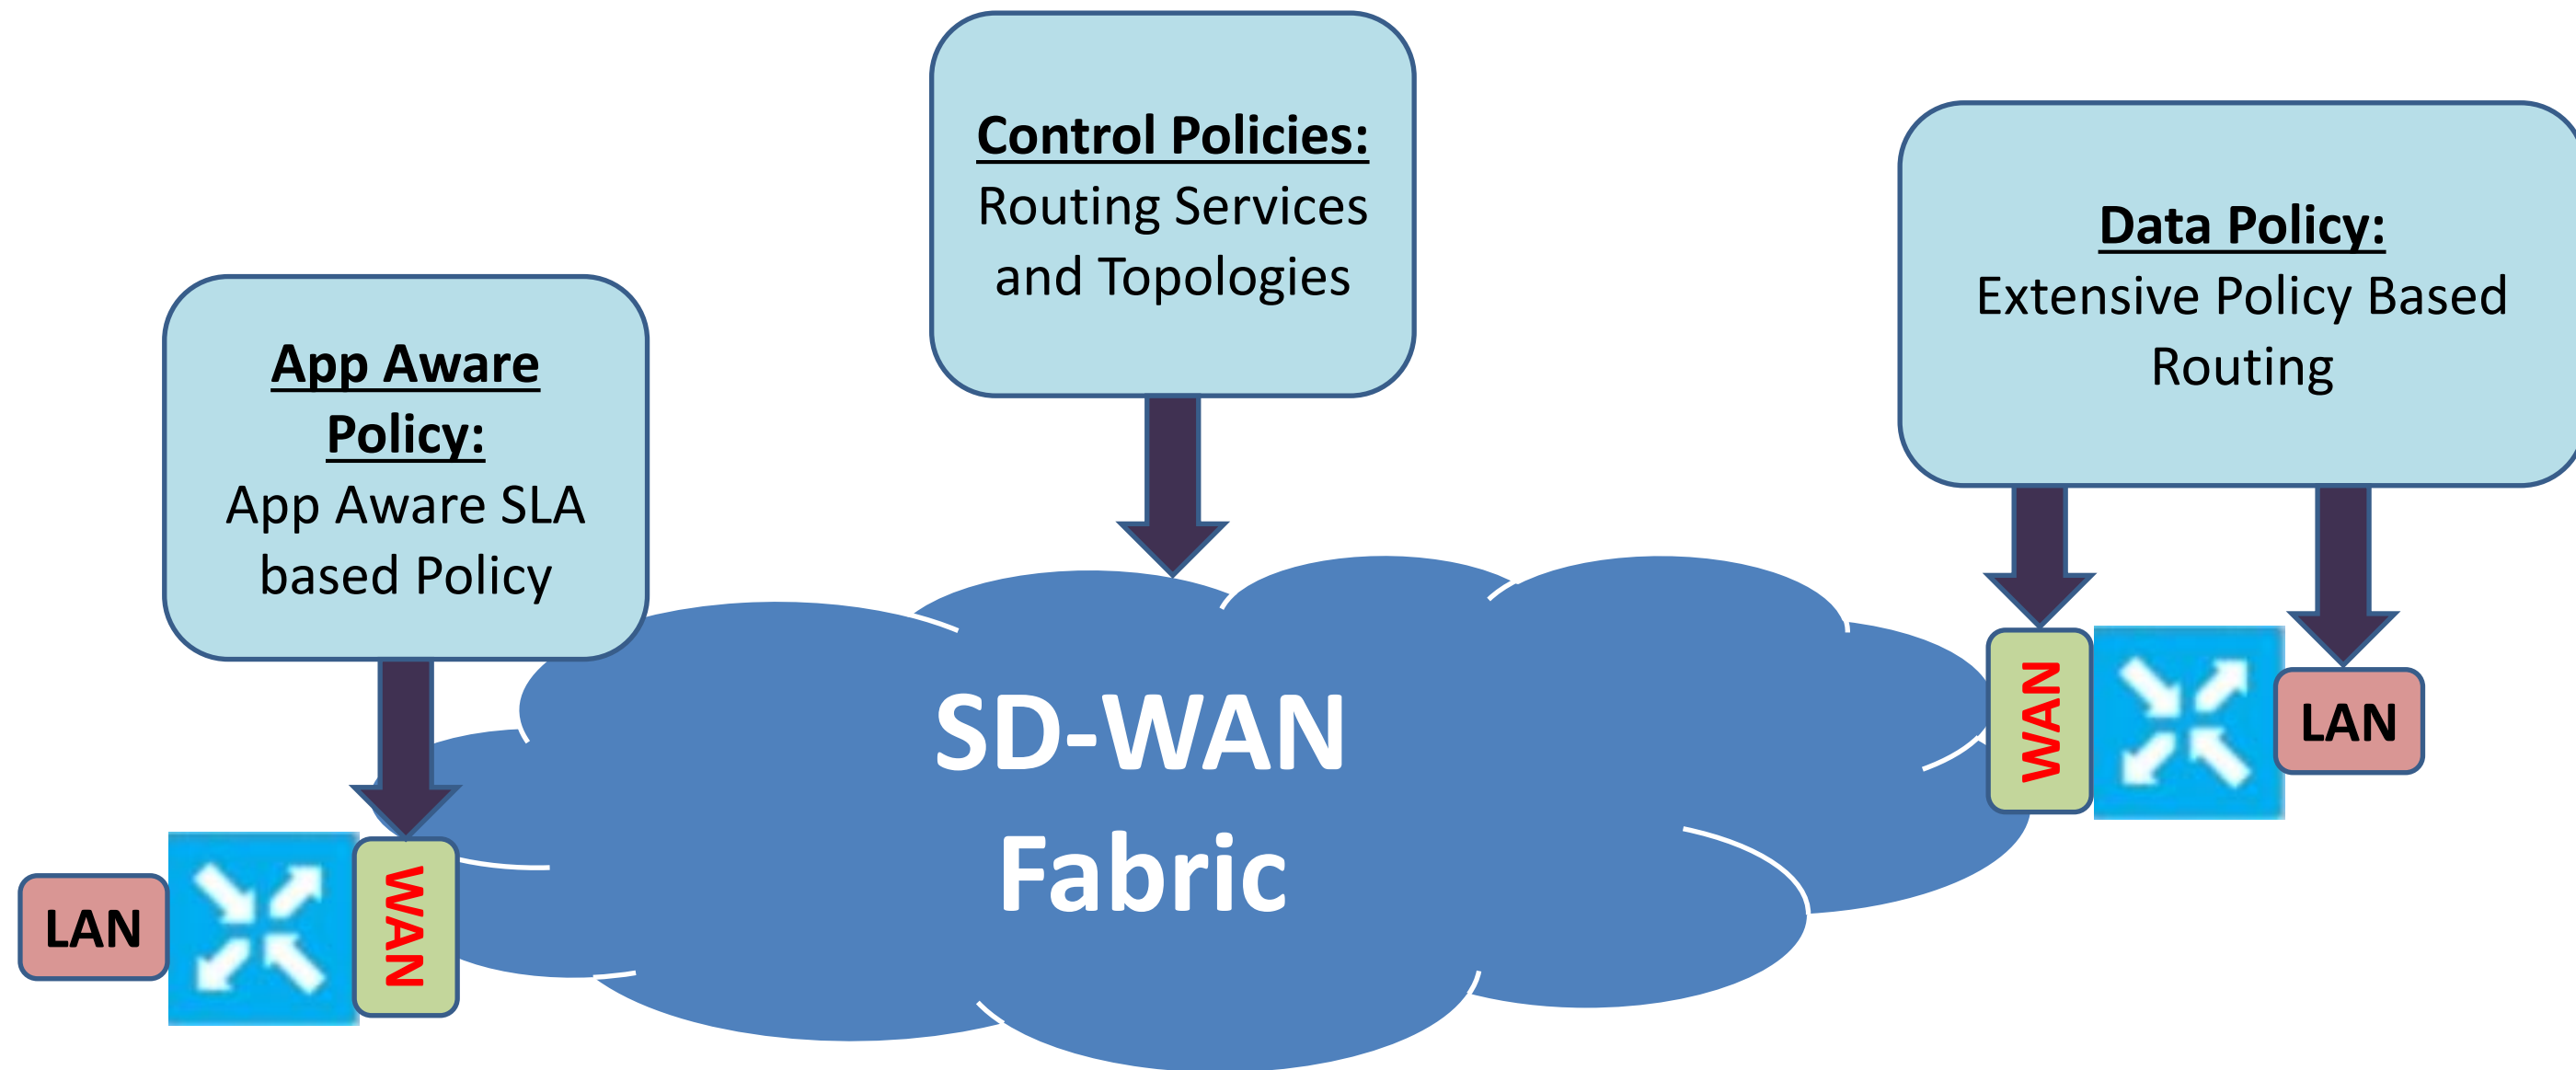 Control Policies:
Routing Services
and Topologies
Data Policy:
Extensive Policy Based
Routing
App Aware
Policy:
App Aware SLA
based Policy
SD-WAN
Fabric
WAN
LAN
LAN
WAN